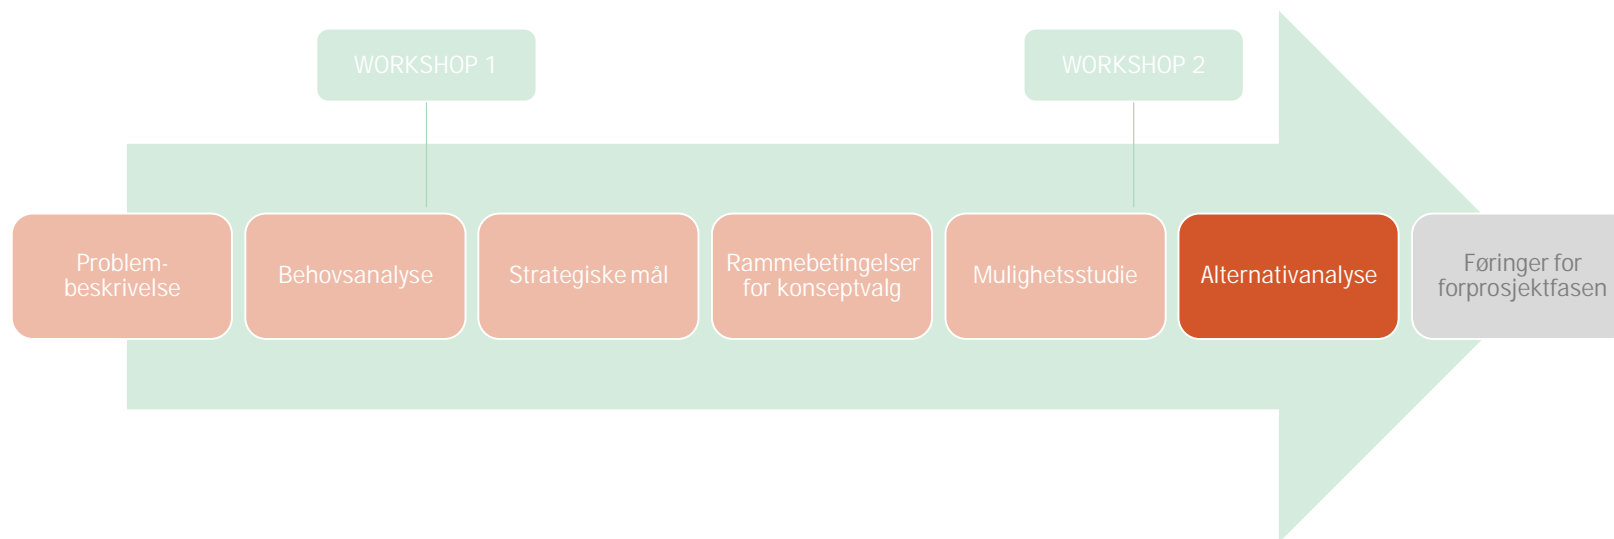 WORKSHOP 1
WORKSHOP 2
Problem-
beskrivelse
Behovsanalyse
Strategiske mål
Rammebetingelser
for konseptvalg
Mulighetsstudie
Alternativanalyse
Føringer for
forprosjektfasen